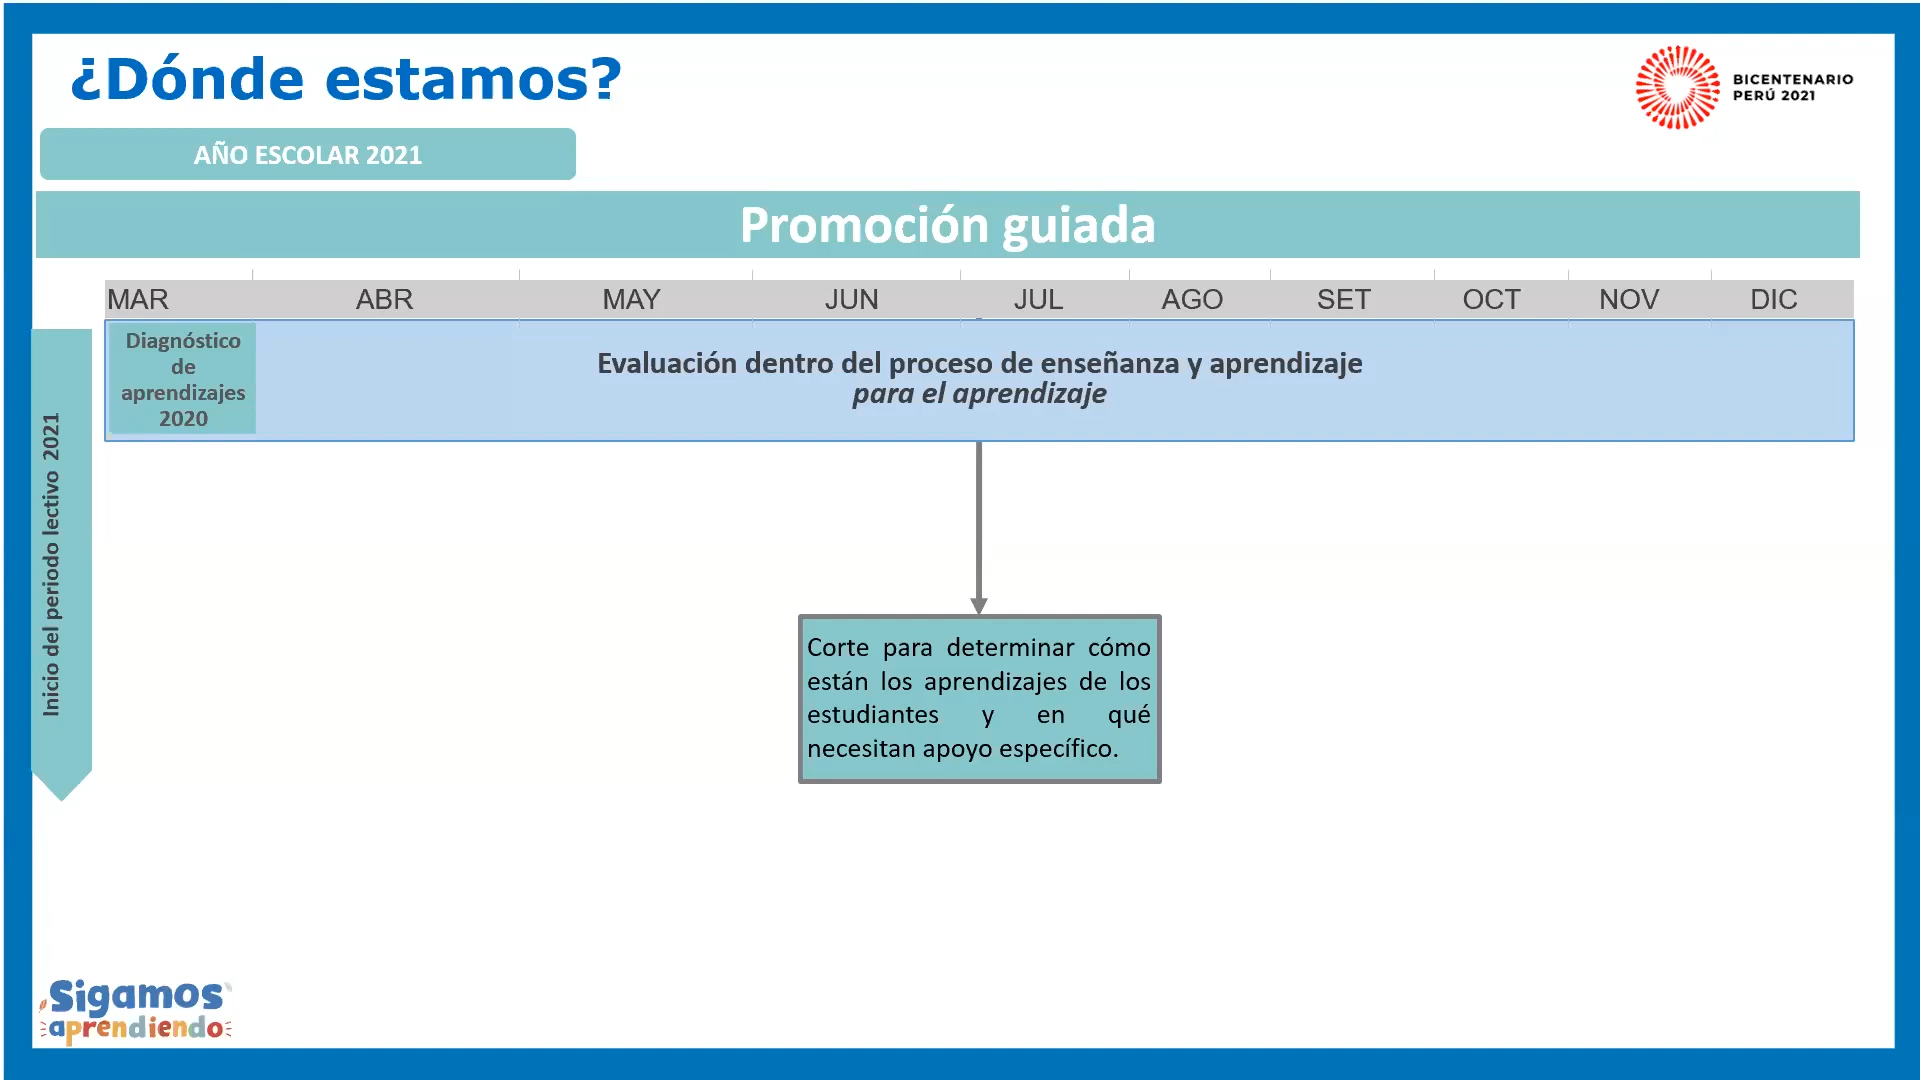 ¿Dónde estamos?
BICENTENARIO
PERÚ 2021
AÑO ESCOLAR 2021
Promoción guiada
MAR ABR MAY JUN JUL AGO SET OCT NOV DIC
Diagnóstico
de
aprendizajes
2020
Evaluación dentro del proceso de enseñanza y aprendizaje
para el aprendizaje
Inicio del periodo lectivo 2021
Corte para determinar cómo
están los aprendizajes de los
estudiantes y en qué
necesitan apoyo específico.
Sigamos
aprendiendo